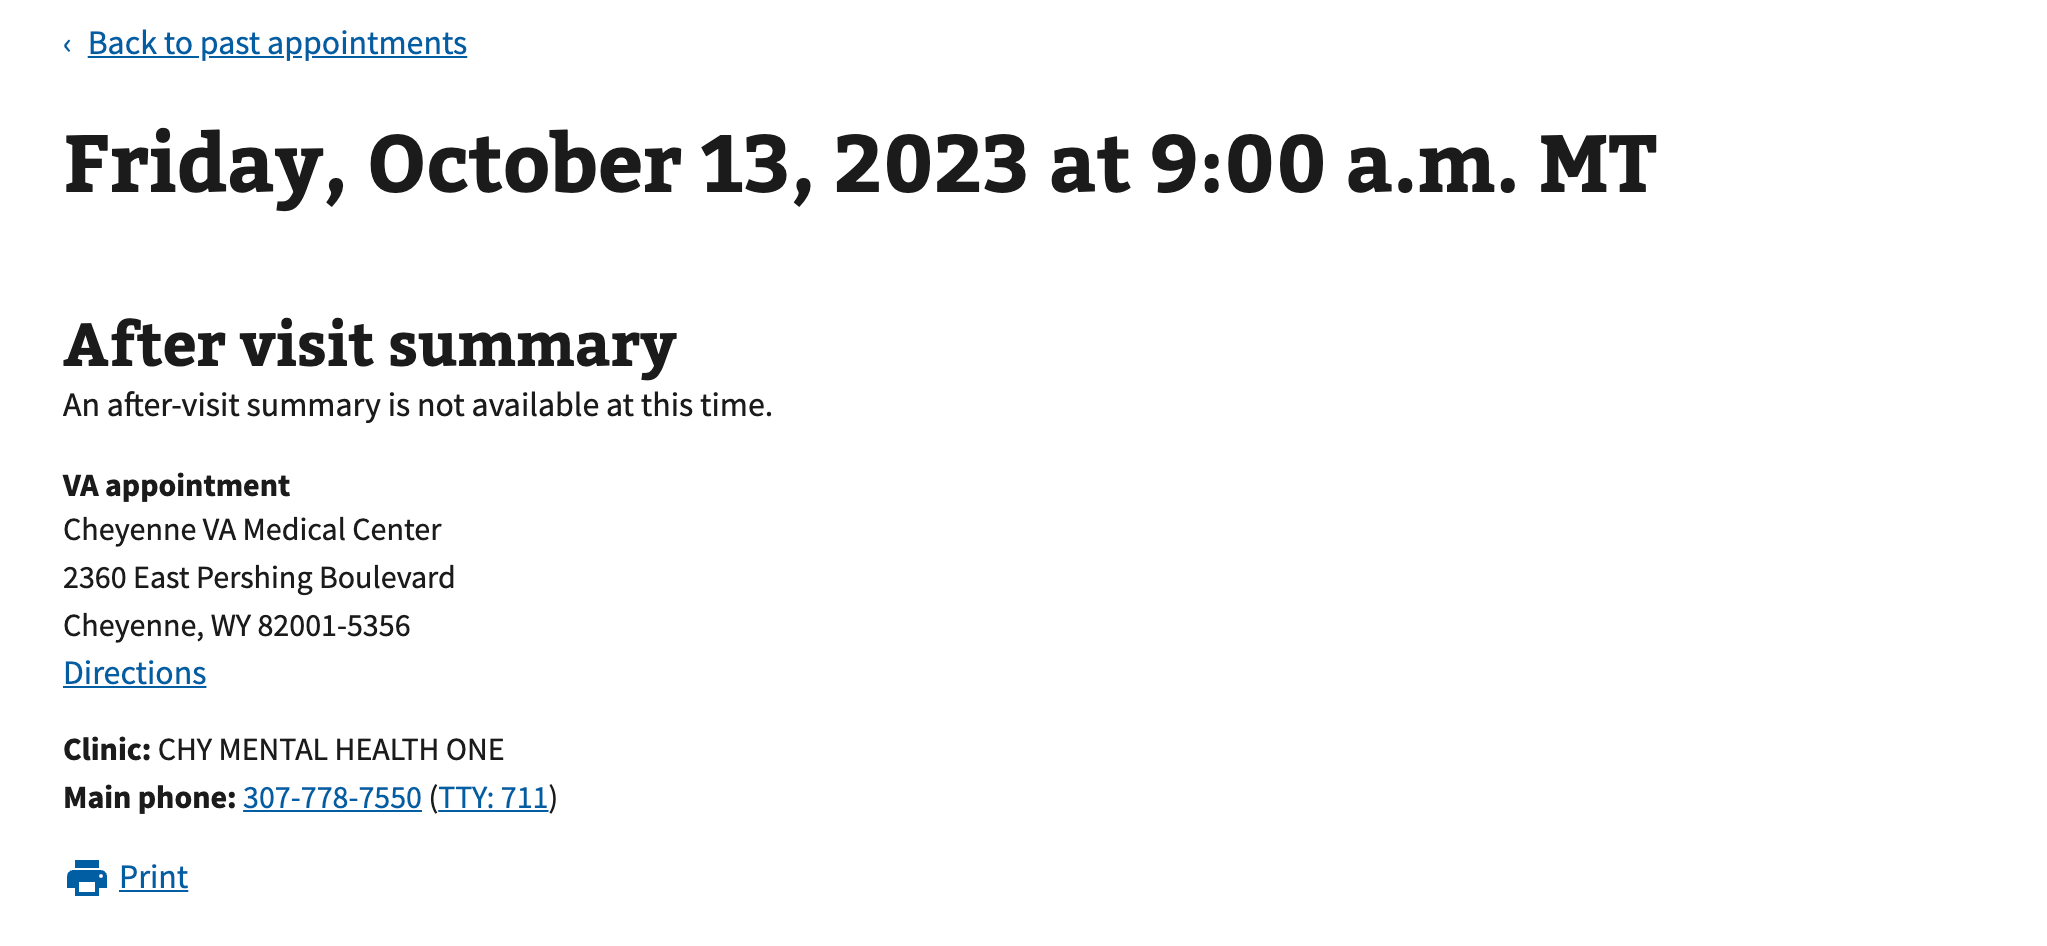 ‹ Back to past appointments
Friday, October 13, 2023 at 9:00 a.m. MT
After visit summary
An after-visit summary is not available at this time.
VA appointment
Cheyenne VA Medical Center
2360 East Pershing Boulevard
Cheyenne, WY 82001-5356
Directions
Clinic: CHY MENTAL HEALTH ONE
Main phone: 307-778-7550 (TTY: 711)
Print